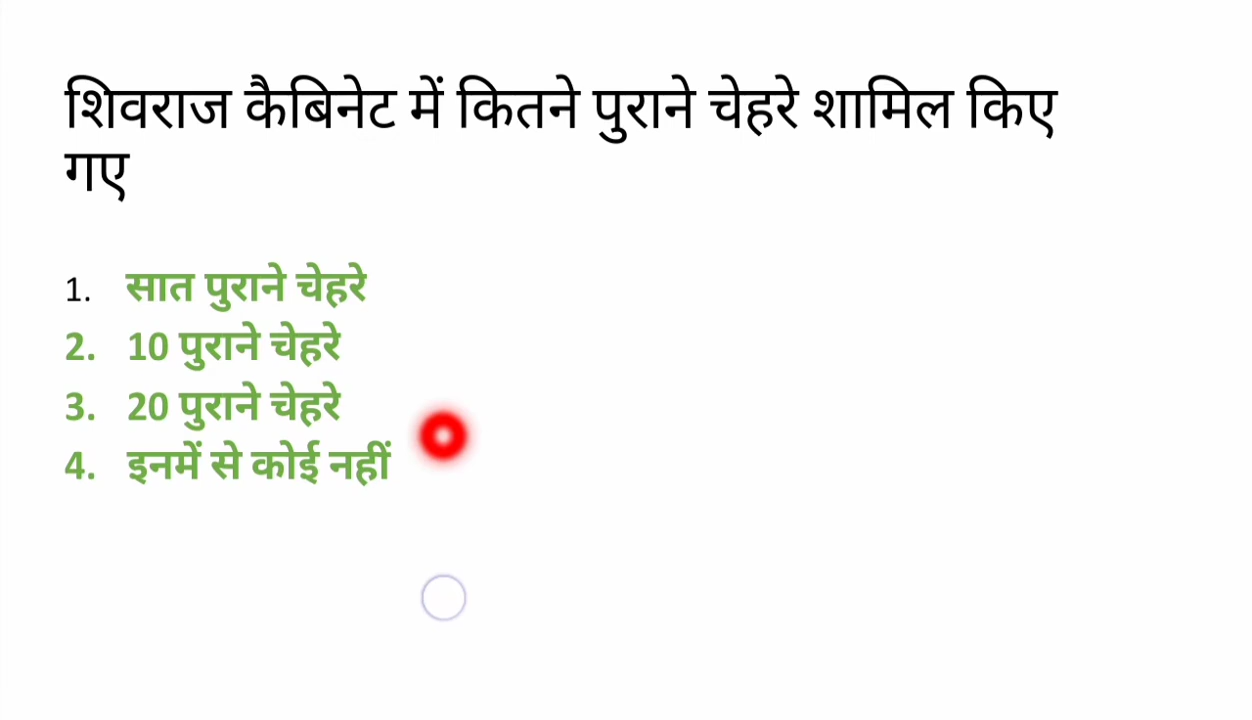 शिवराज कैबिनेट में कितने पुराने चेहरे शामिल किए
गए
1. सात पुराने चेहरे
2. 10 पुराने चेहरे
3. 20 पुराने चेहरे
4. इनमें से कोई नहीं